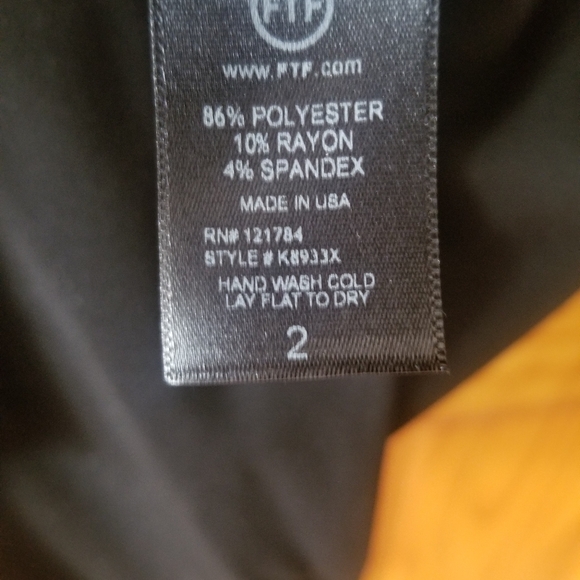 FTF
www.FTF.com
86% POLYESTER
10% RAYON
4% SPANDEX
MADE IN USA
RN# 121784
STYLE # K8933X
HAND WASH COLD
LAY FLAT TO DRY
2